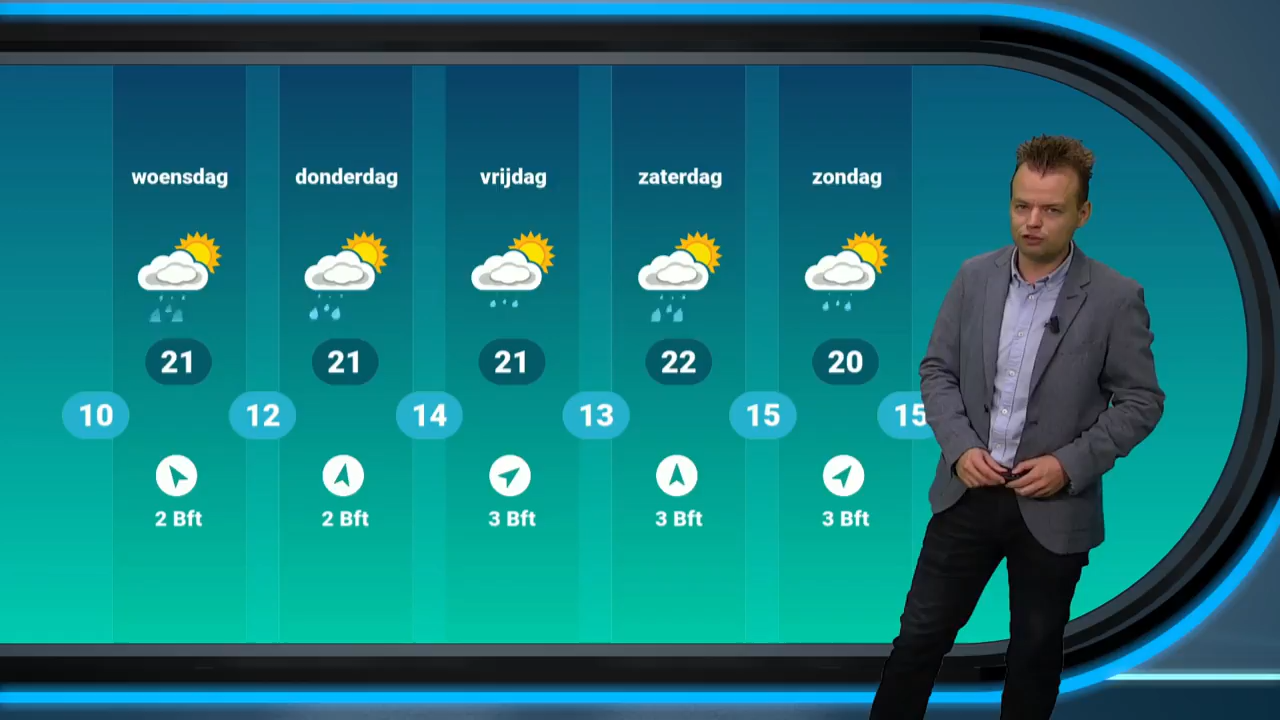 woensdag donderdag vrijdag zaterdag zondag
21 21 21 22 20
10 12 14 13 15 15
2 Bft 2 Bft 3 Bft 3 Bft 3 Bft